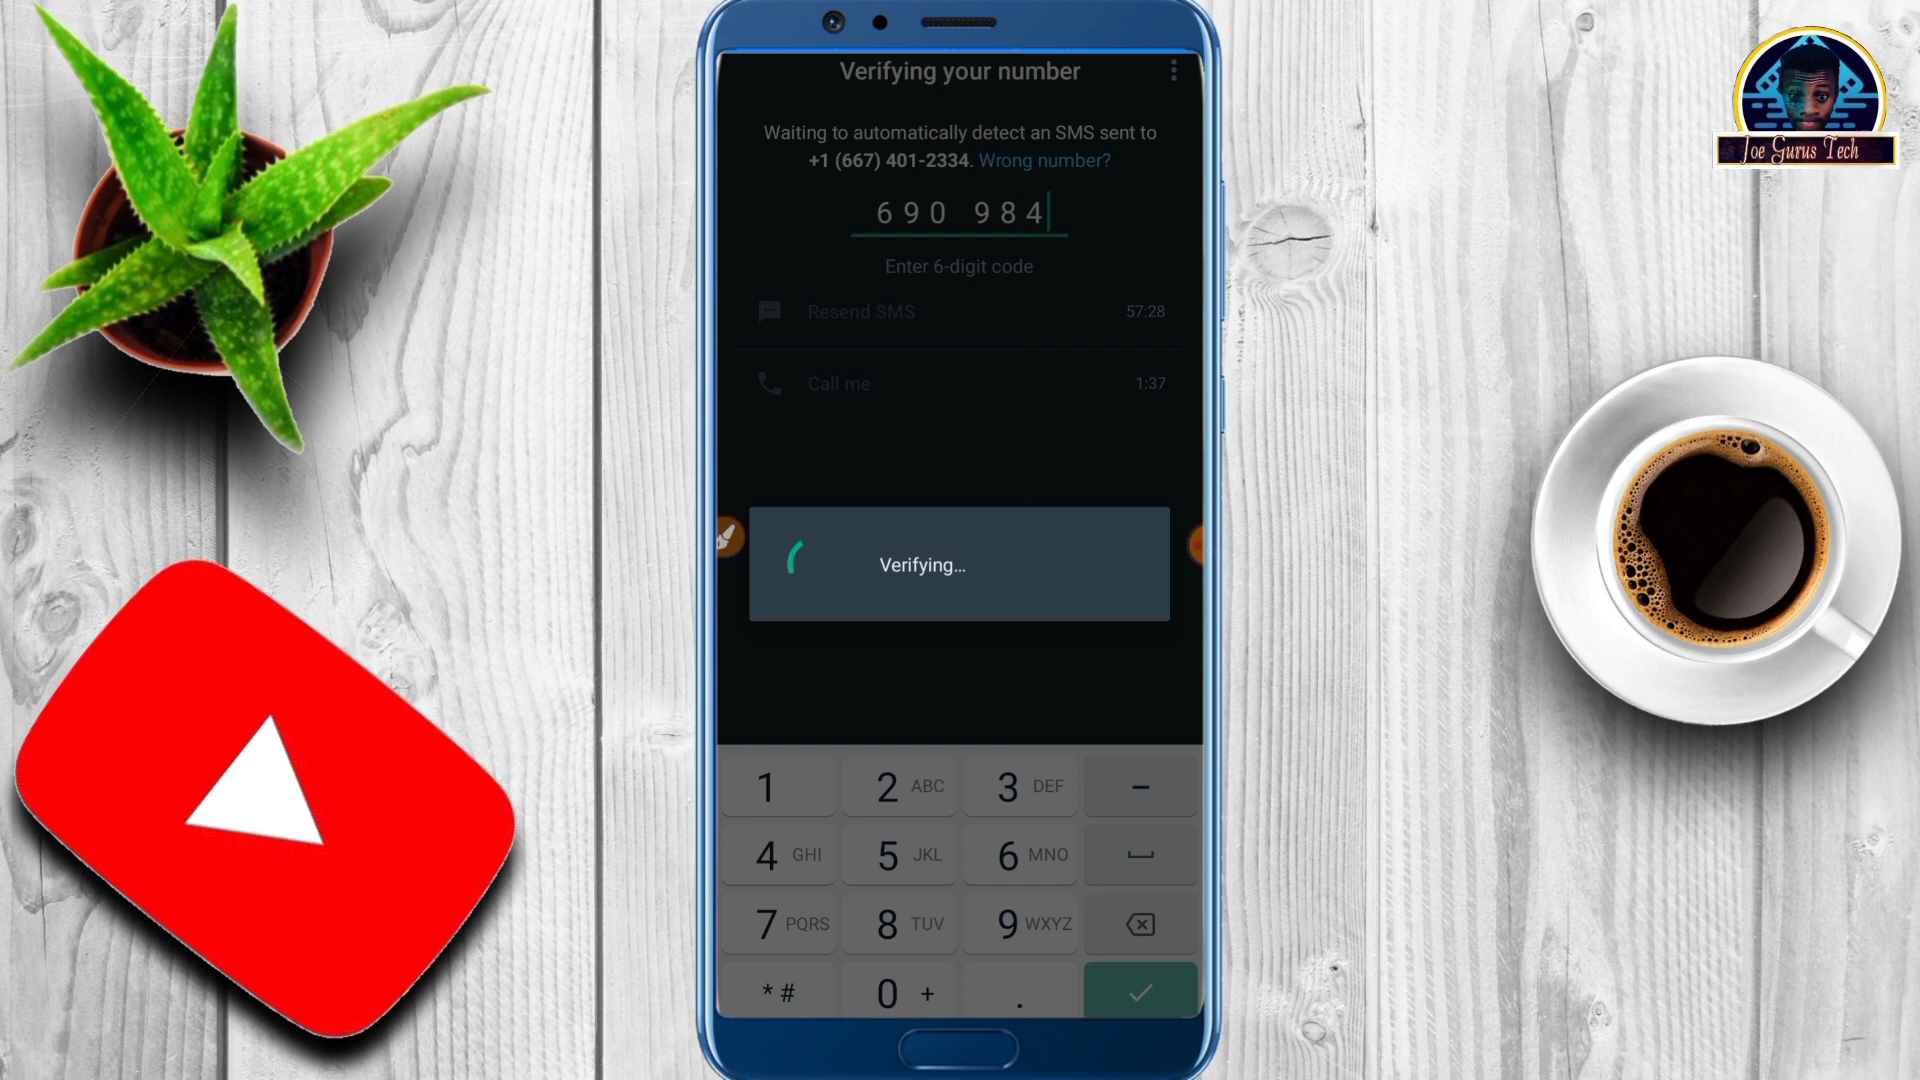 Verifying your number
Waiting to automatically detect an SMS sent to
+1 (667) 401-2334. Wrong number?
690 984
Enter 6-digit code
Resend SMS 57:28
Call me 1:37
Verifying...
1 2 ABC 3 DEF –
4 GHI 5 JKL 6 MNO
7 PQRS 8 TUV 9 WXYZ
* # 0 + .
Joe Gurus Tech